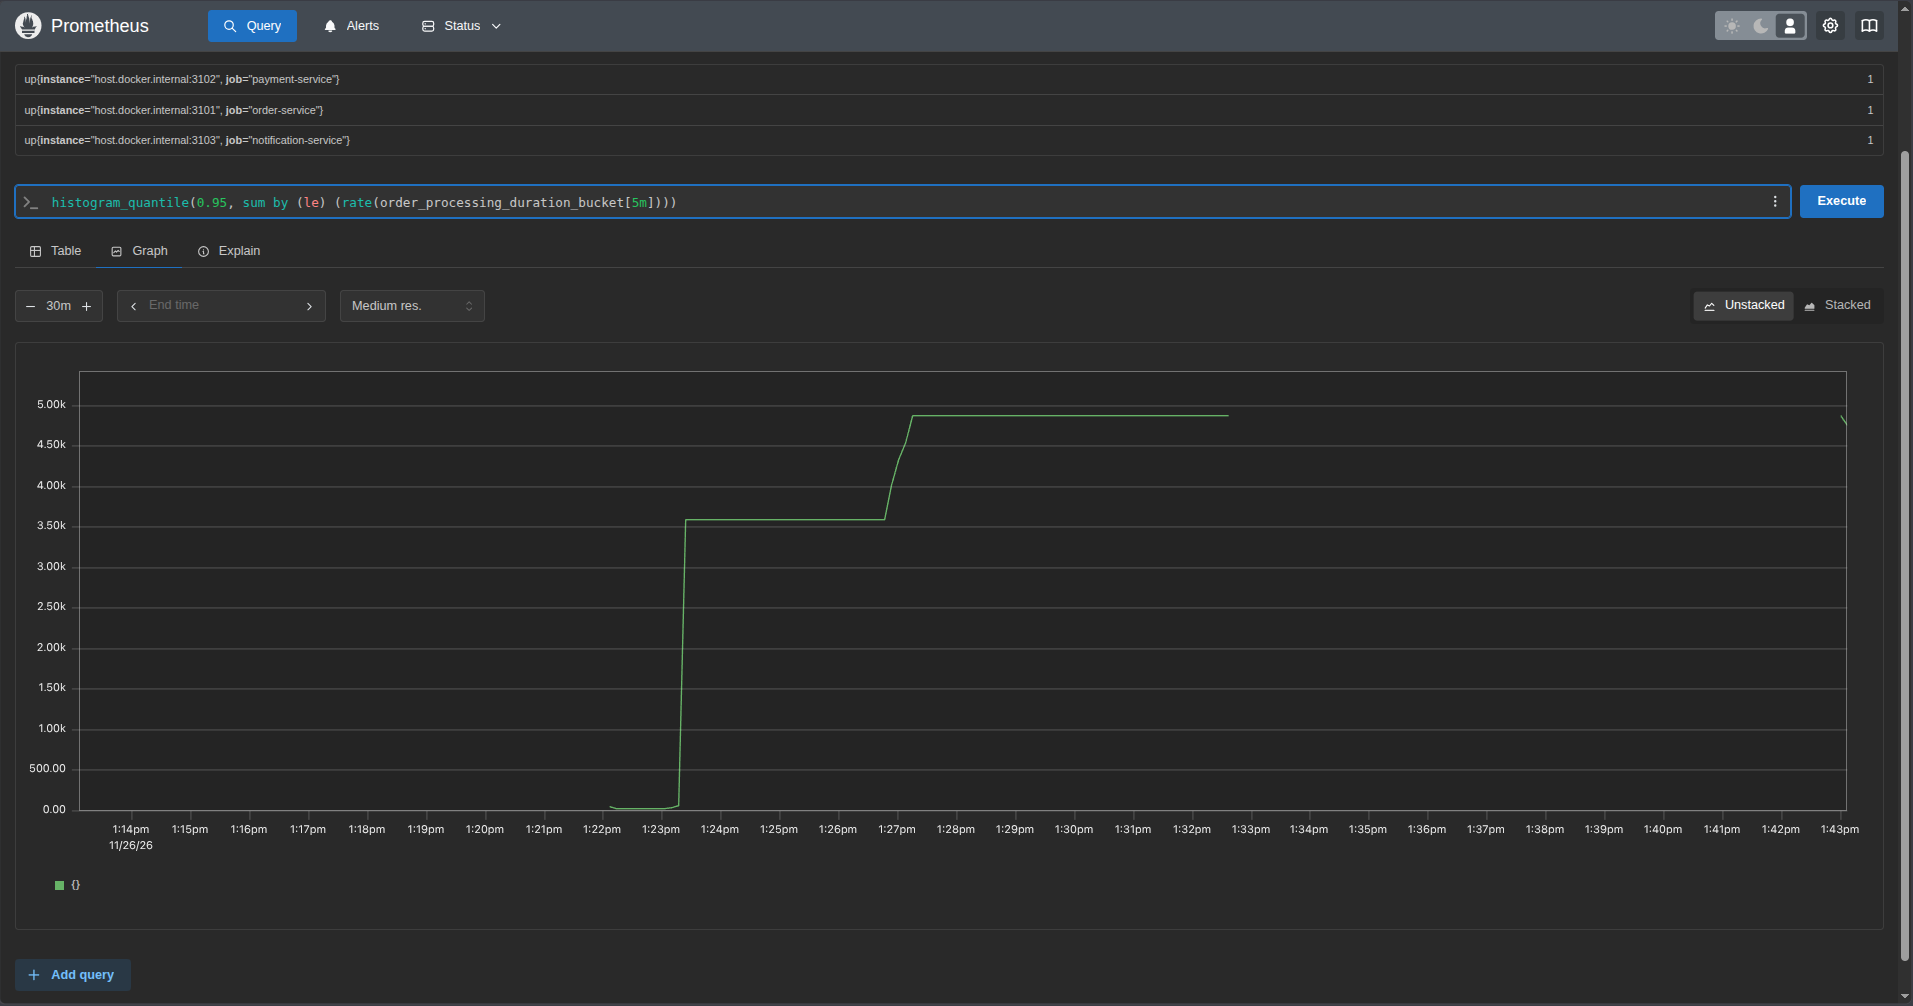 Prometheus Query Alerts Status
up{instance="host.docker.internal:3102", job="payment-service"} 1
up{instance="host.docker.internal:3101", job="order-service"} 1
up{instance="host.docker.internal:3103", job="notification-service"} 1
>_ histogram_quantile(0.95, sum by (le) (rate(order_processing_duration_bucket[5m]))) Execute
Table Graph Explain
− 30m + < End time > Medium res. Unstacked Stacked
5.00k
4.50k
4.00k
3.50k
3.00k
2.50k
2.00k
1.50k
1.00k
500.00
0.00
1:14pm 1:15pm 1:16pm 1:17pm 1:18pm 1:19pm 1:20pm 1:21pm 1:22pm 1:23pm 1:24pm 1:25pm 1:26pm 1:27pm 1:28pm 1:29pm 1:30pm 1:31pm 1:32pm 1:33pm 1:34pm 1:35pm 1:36pm 1:37pm 1:38pm 1:39pm 1:40pm 1:41pm 1:42pm 1:43pm
11/26/26
{}
+ Add query